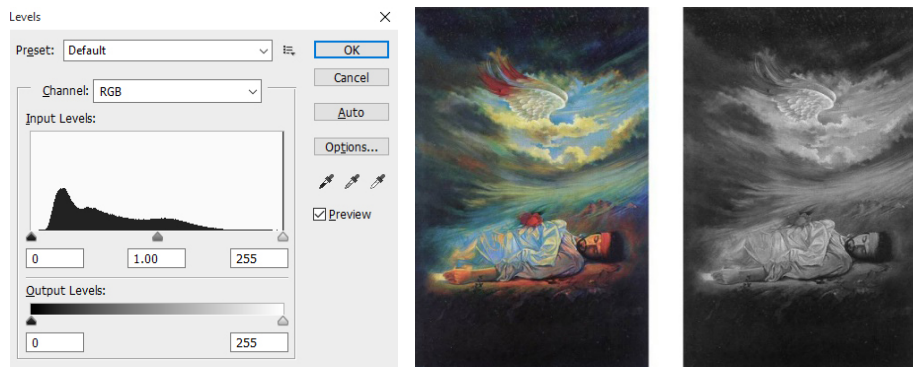 Levels
Preset: Default
OK
Cancel
Channel: RGB
Auto
Input Levels:
Options...
Preview
0 1.00 255
Output Levels:
0 255